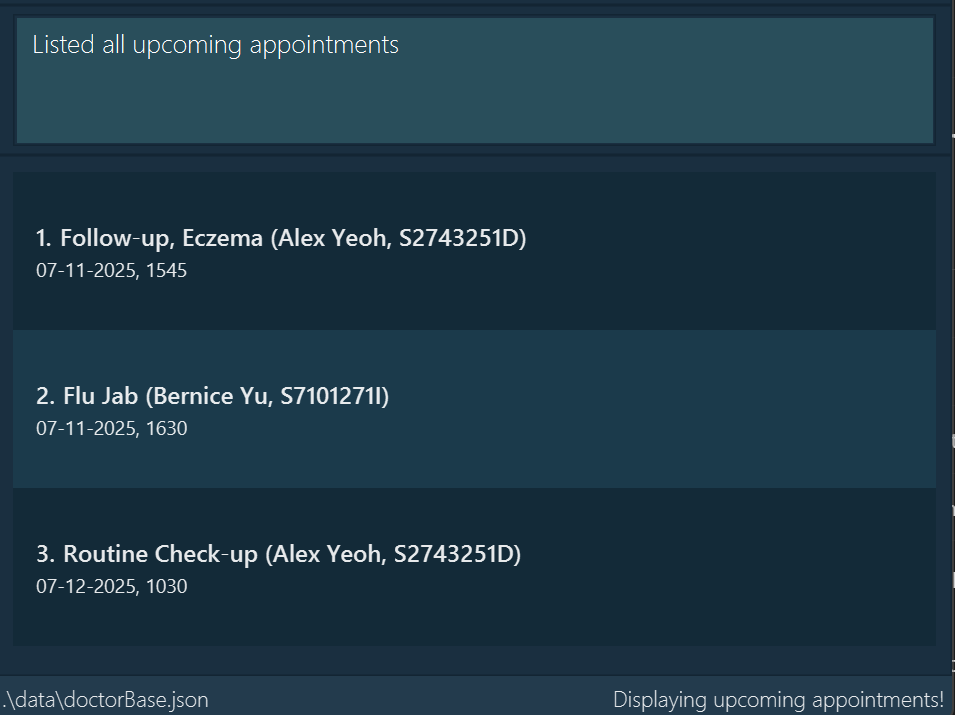 Listed all upcoming appointments
1. Follow-up, Eczema (Alex Yeoh, S2743251D)
07-11-2025, 1545
2. Flu Jab (Bernice Yu, S7101271I)
07-11-2025, 1630
3. Routine Check-up (Alex Yeoh, S2743251D)
07-12-2025, 1030
.\data\doctorBase.json
Displaying upcoming appointments!